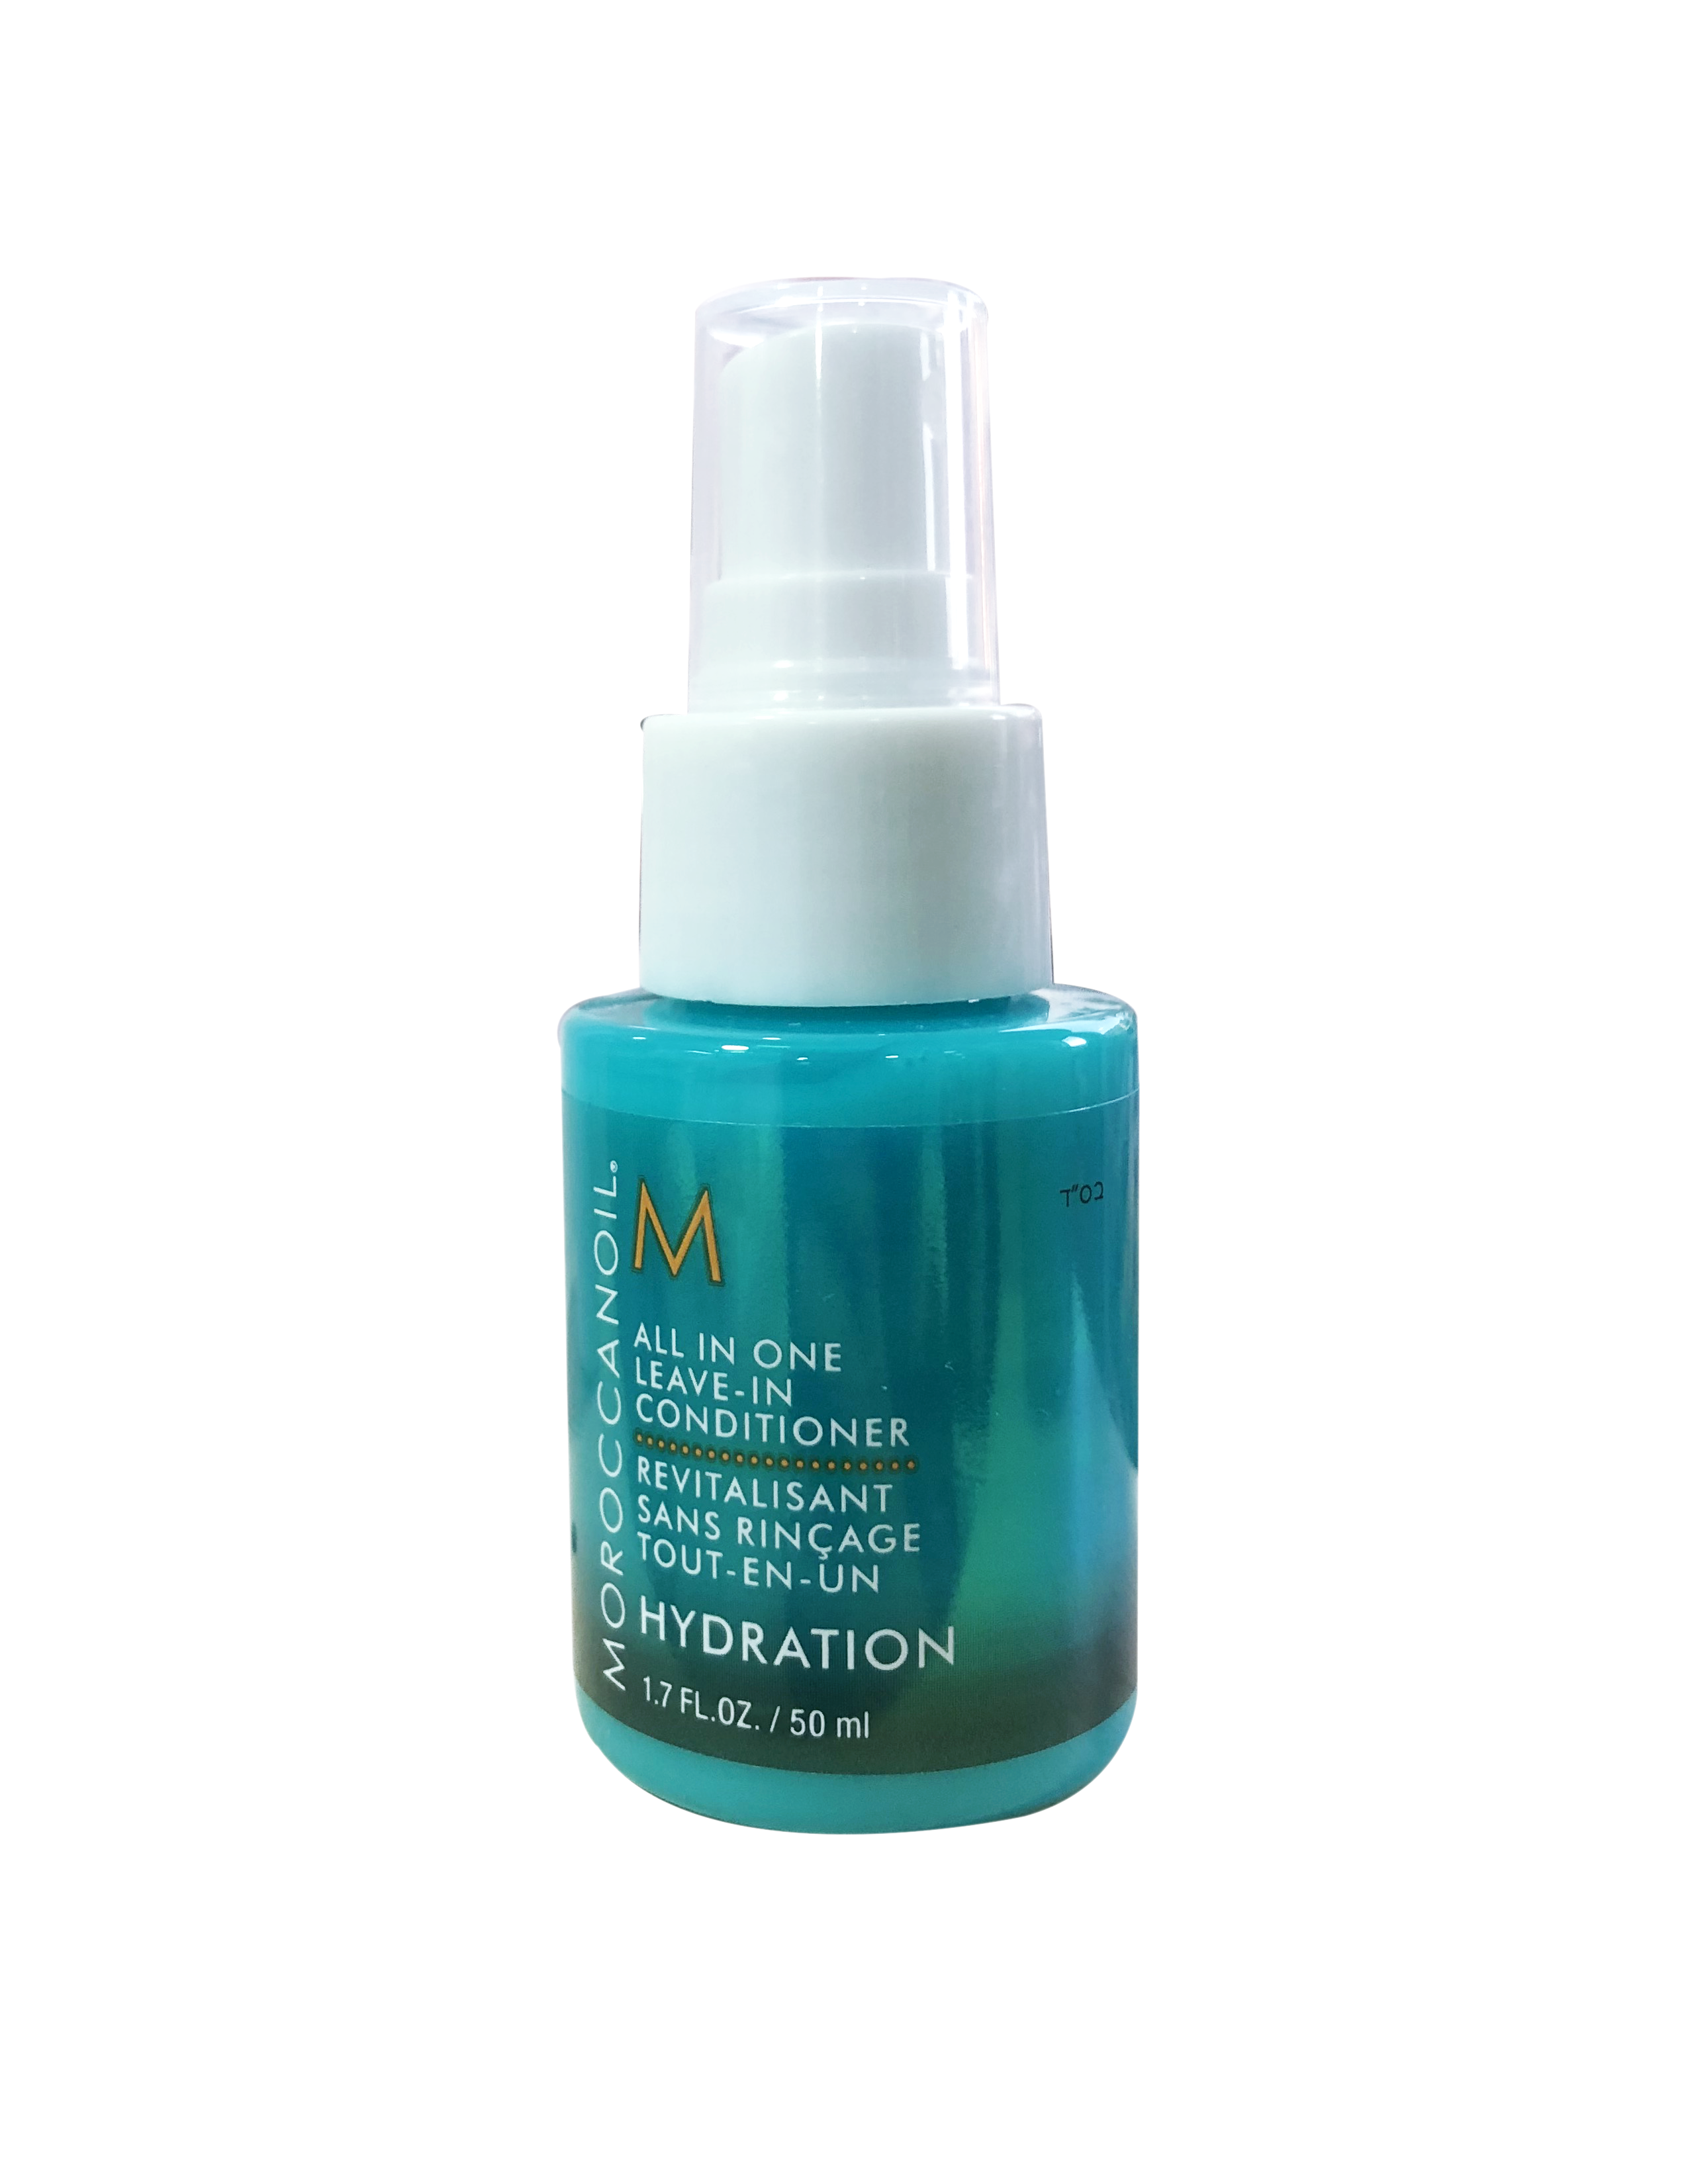 MOROCCANOIL®
M
בס"ד
ALL IN ONE
LEAVE-IN
CONDITIONER
REVITALISANT
SANS RINÇAGE
TOUT-EN-UN
HYDRATION
1.7 FL.OZ. / 50 ml